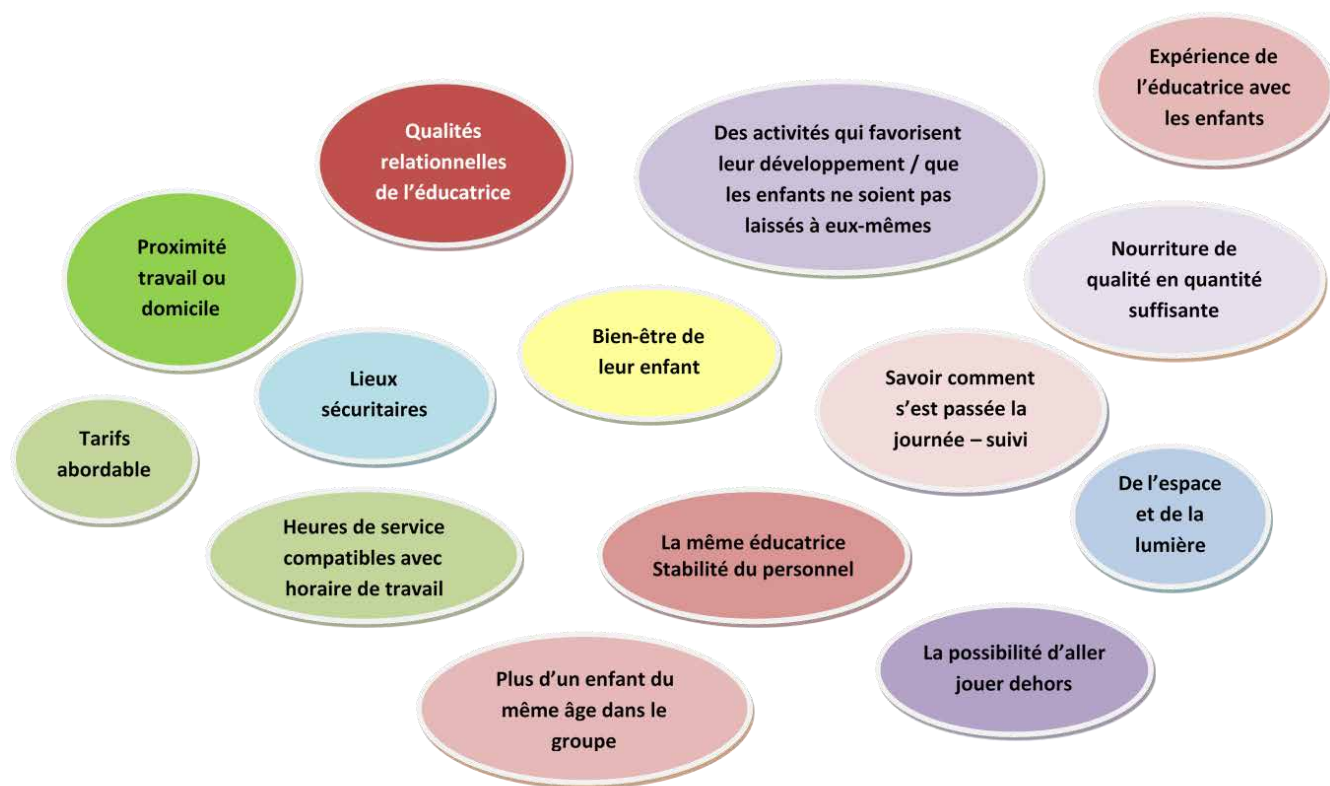 Expérience de
l’éducatrice avec
les enfants
Qualités
relationnelles
de l’éducatrice
Des activités qui favorisent
leur développement / que
les enfants ne soient pas
laissés à eux-mêmes
Proximité
travail ou
domicile
Nourriture de
qualité en quantité
suffisante
Bien-être de
leur enfant
Lieux
sécuritaires
Savoir comment
s’est passée la
journée – suivi
Tarifs
abordable
De l’espace
et de la
lumière
Heures de service
compatibles avec
horaire de travail
La même éducatrice
Stabilité du personnel
La possibilité d’aller
jouer dehors
Plus d’un enfant du
même âge dans le
groupe